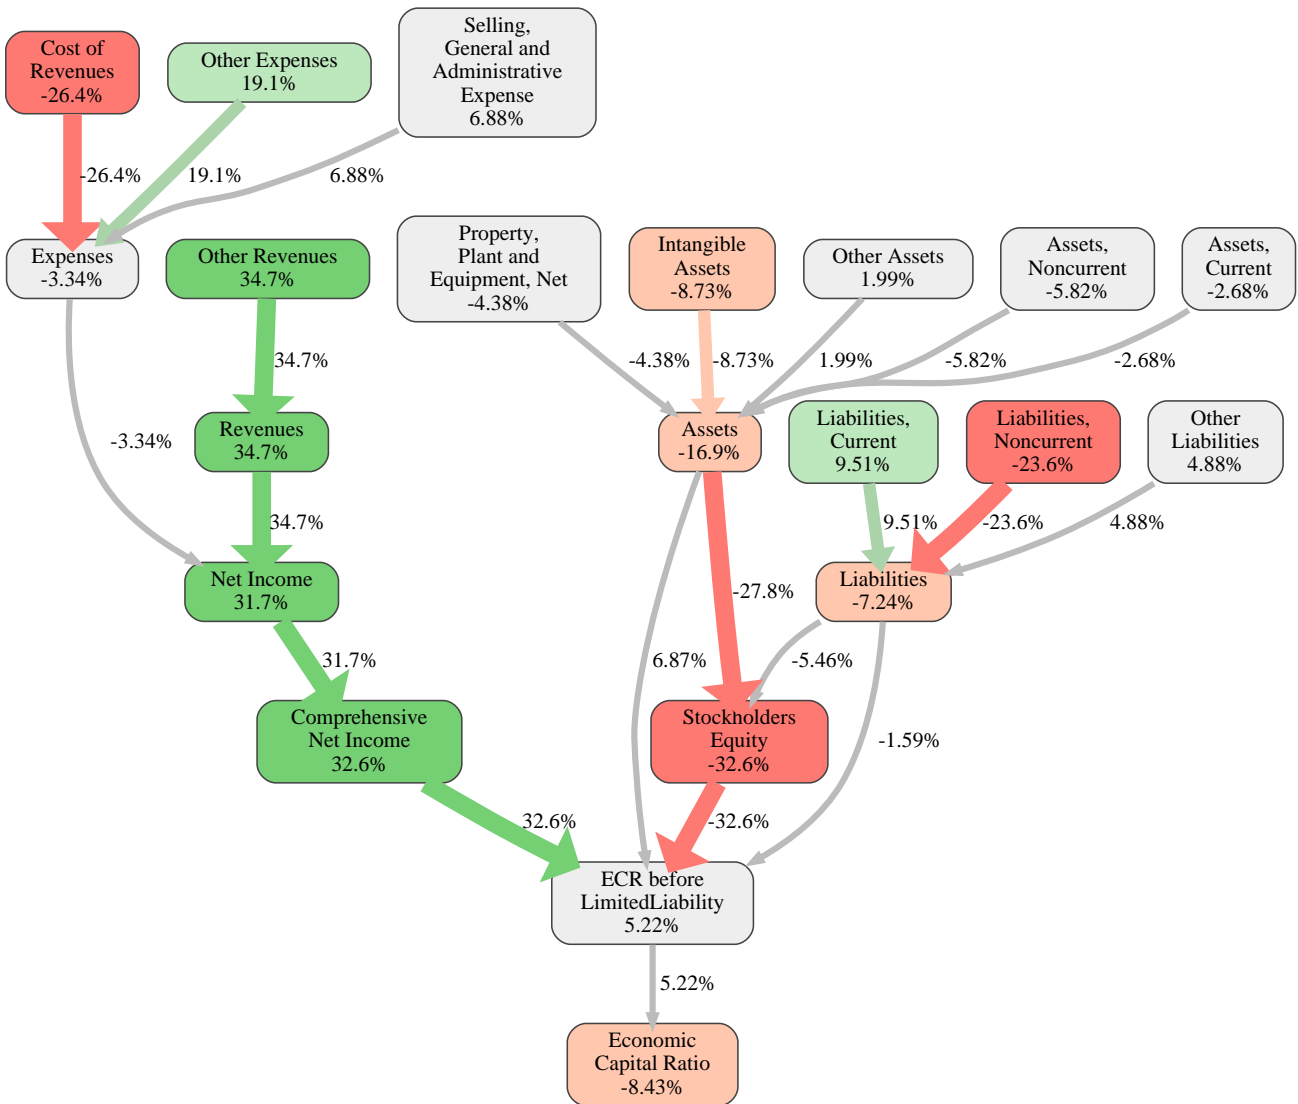 Cost of
Revenues
-26.4%
Other Expenses
19.1%
Selling,
General and
Administrative
Expense
6.88%
-26.4%
19.1%
6.88%
Expenses
-3.34%
Other Revenues
34.7%
Property,
Plant and
Equipment, Net
-4.38%
Intangible
Assets
-8.73%
Other Assets
1.99%
Assets,
Noncurrent
-5.82%
Assets,
Current
-2.68%
34.7%
-4.38%
-8.73%
1.99%
-5.82%
-2.68%
-3.34%
Revenues
34.7%
Assets
-16.9%
Liabilities,
Current
9.51%
Liabilities,
Noncurrent
-23.6%
Other
Liabilities
4.88%
34.7%
9.51%
-23.6%
4.88%
Net Income
31.7%
-27.8%
Liabilities
-7.24%
31.7%
6.87%
-5.46%
-1.59%
Comprehensive
Net Income
32.6%
Stockholders
Equity
-32.6%
32.6%
-32.6%
ECR before
LimitedLiability
5.22%
5.22%
Economic
Capital Ratio
-8.43%